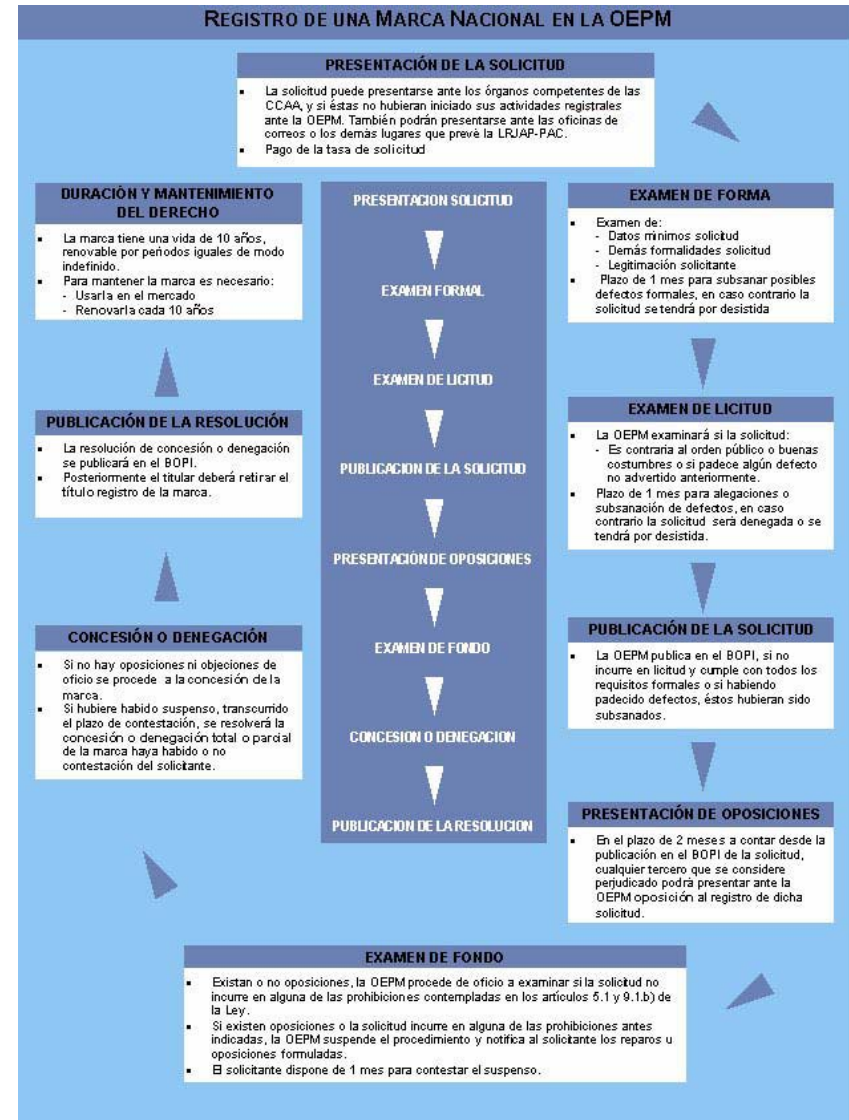 REGISTRO DE UNA MARCA NACIONAL EN LA OEPM
PRESENTACIÓN DE LA SOLICITUD
▪ La solicitud puede presentarse ante los órganos competentes de las
CCAA, y si éstas no hubieran iniciado sus actividades registrales
ante la OEPM. También podrán presentarse ante las oficinas de
correos o los demás lugares que prevé la LRJAP-PAC.
▪ Pago de la tasa de solicitud
EXAMEN DE FORMA
▪ Examen de:
- Datos mínimos solicitud
- Demás formalidades solicitud
- Legitimación solicitante
▪ Plazo de 1 mes para subsanar posibles
defectos formales, en caso contrario la
solicitud se tendrá por desistida
EXAMEN DE LICITUD
▪ La OEPM examinará si la solicitud:
- Es contraria al orden público o buenas
costumbres o si padece algún defecto
no advertido anteriormente.
▪ Plazo de 1 mes para alegaciones o
subsanación de defectos, en caso
contrario la solicitud será denegada o se
tendrá por desistida.
PUBLICACIÓN DE LA SOLICITUD
▪ La OEPM publica en el BOPI, si no
incurre en licitud y cumple con todos los
requisitos formales o si habiendo
padecido defectos, éstos hubieran sido
subsanados.
PRESENTACIÓN DE OPOSICIONES
▪ En el plazo de 2 meses a contar desde la
publicación en el BOPI de la solicitud,
cualquier tercero que se considere
perjudicado podrá presentar ante la
OEPM oposición al registro de dicha
solicitud.
EXAMEN DE FONDO
▪ Existan o no oposiciones, la OEPM procede de oficio a examinar si la solicitud no
incurre en alguna de las prohibiciones contempladas en los artículos 5.1 y 9.1.b) de
la Ley.
▪ Si existen oposiciones o la solicitud incurre en alguna de las prohibiciones antes
indicadas, la OEPM suspende el procedimiento y notifica al solicitante los reparos u
oposiciones formuladas.
▪ El solicitante dispone de 1 mes para contestar el suspenso.
CONCESIÓN O DENEGACIÓN
▪ Si no hay oposiciones ni objeciones de
oficio se procede a la concesión de la
marca.
▪ Si hubiere habido suspenso, transcurrido
el plazo de contestación, se resolverá la
concesión o denegación total o parcial
de la marca haya habido o no
contestación del solicitante.
PUBLICACIÓN DE LA RESOLUCIÓN
▪ La resolución de concesión o denegación
se publicará en el BOPI.
▪ Posteriormente el titular deberá retirar el
título registro de la marca.
DURACIÓN Y MANTENIMIENTO
DEL DERECHO
▪ La marca tiene una vida de 10 años,
renovable por períodos iguales de modo
indefinido.
▪ Para mantener la marca es necesario:
- Usarla en el mercado
- Renovarla cada 10 años
PRESENTACION SOLICITUD
EXAMEN FORMAL
EXAMEN DE LICITUD
PUBLICACION DE LA SOLICITUD
PRESENTACIÓN DE OPOSICIONES
EXAMEN DE FONDO
CONCESION O DENEGACION
PUBLICACION DE LA RESOLUCION